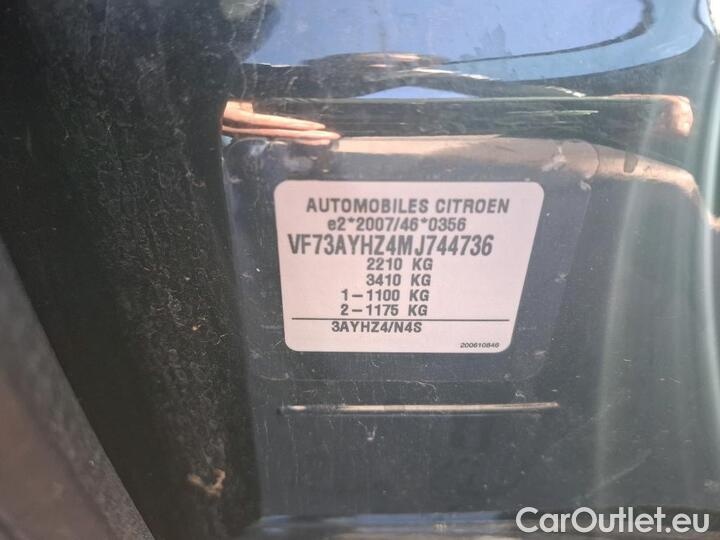 AUTOMOBILES CITROEN
e2*2007/46*0356
VF73AYHZ4MJ744736
2210 KG
3410 KG
1-1100 KG
2-1175 KG
3AYHZ4/N4S
200610846
CarOutlet.eu